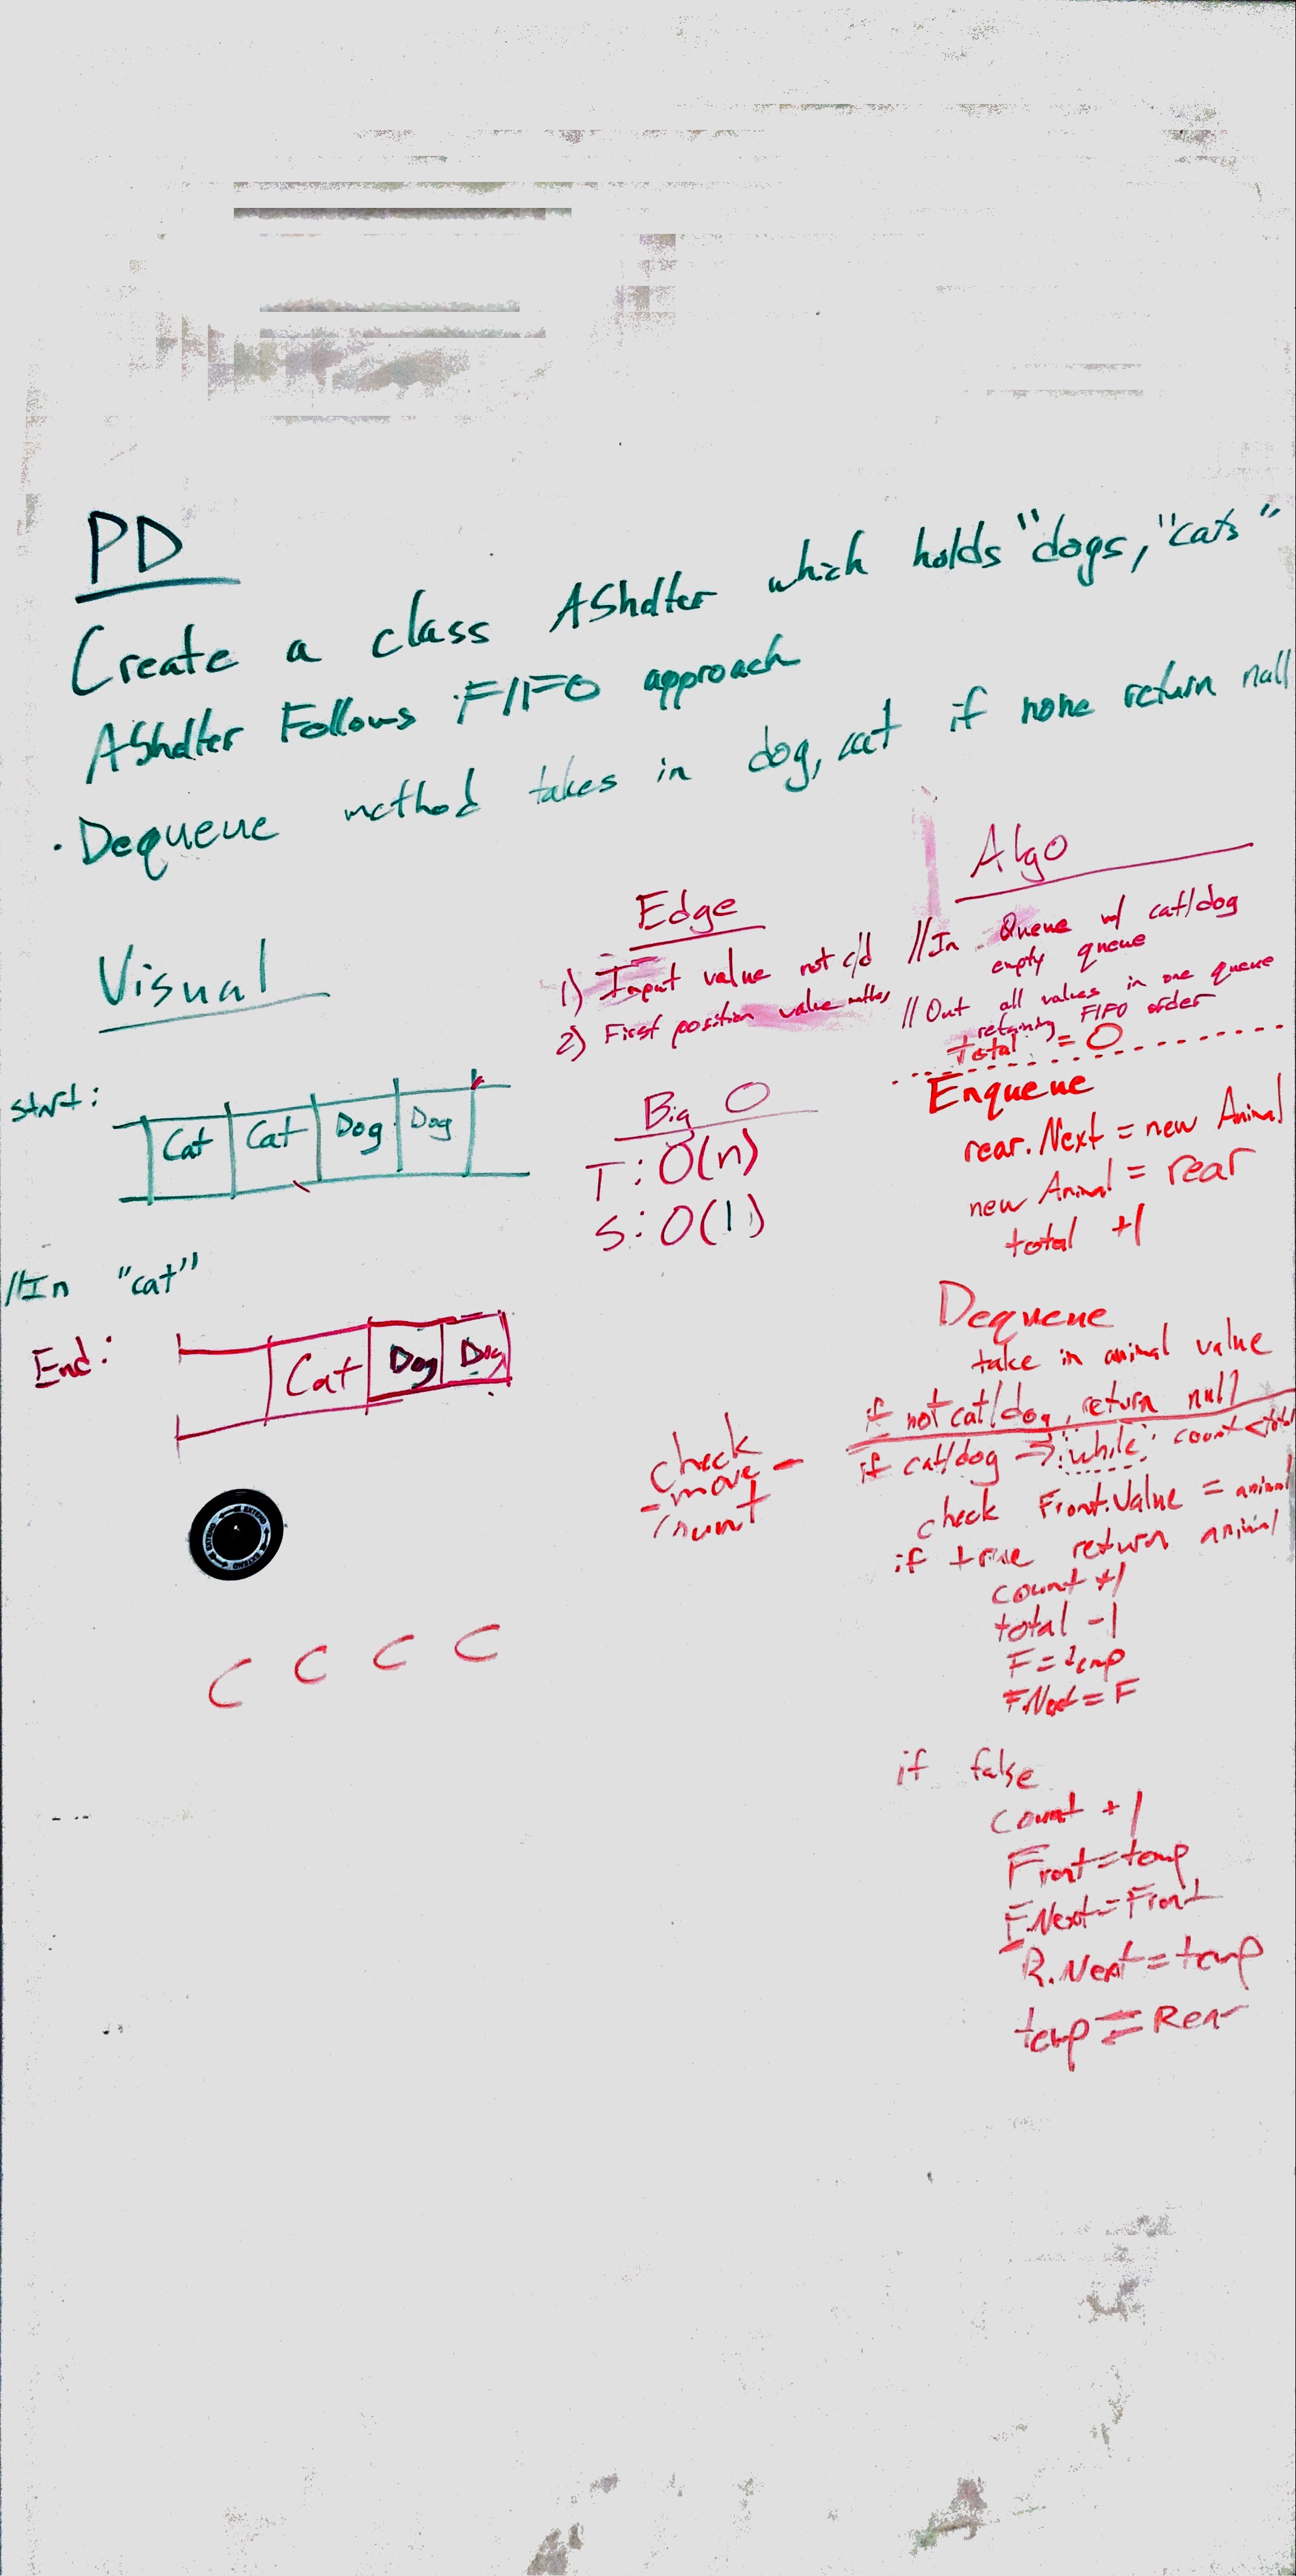 PD
Create a class AShelter which holds "dogs, "cats"
AShelter Follows FIFO approach
· Dequeue method takes in dog, cat if none return null
Visual
start:
Cat Cat Dog Dog
//In "cat"
End:
Cat Dog Dog
C C C C
Edge
1) Input value not c/d
2) First position value matches
Big O
T: O(n)
S: O(1)
check
- move -
count
Algo
//In Queue w/ cat/dog
empty queue
//Out all values in one queue
retaining FIFO order
total = 0
Enqueue
rear.Next = new Animal
new Animal = rear
total +1
Dequeue
take in animal value
if not cat/dog, return null
if cat/dog => while count < total
check Front.Value = animal
if true return animal
count +1
total -1
F = temp
F.Next = F
if false
count +1
Front = temp
F.Next = Front
R.Next = temp
temp = Rear